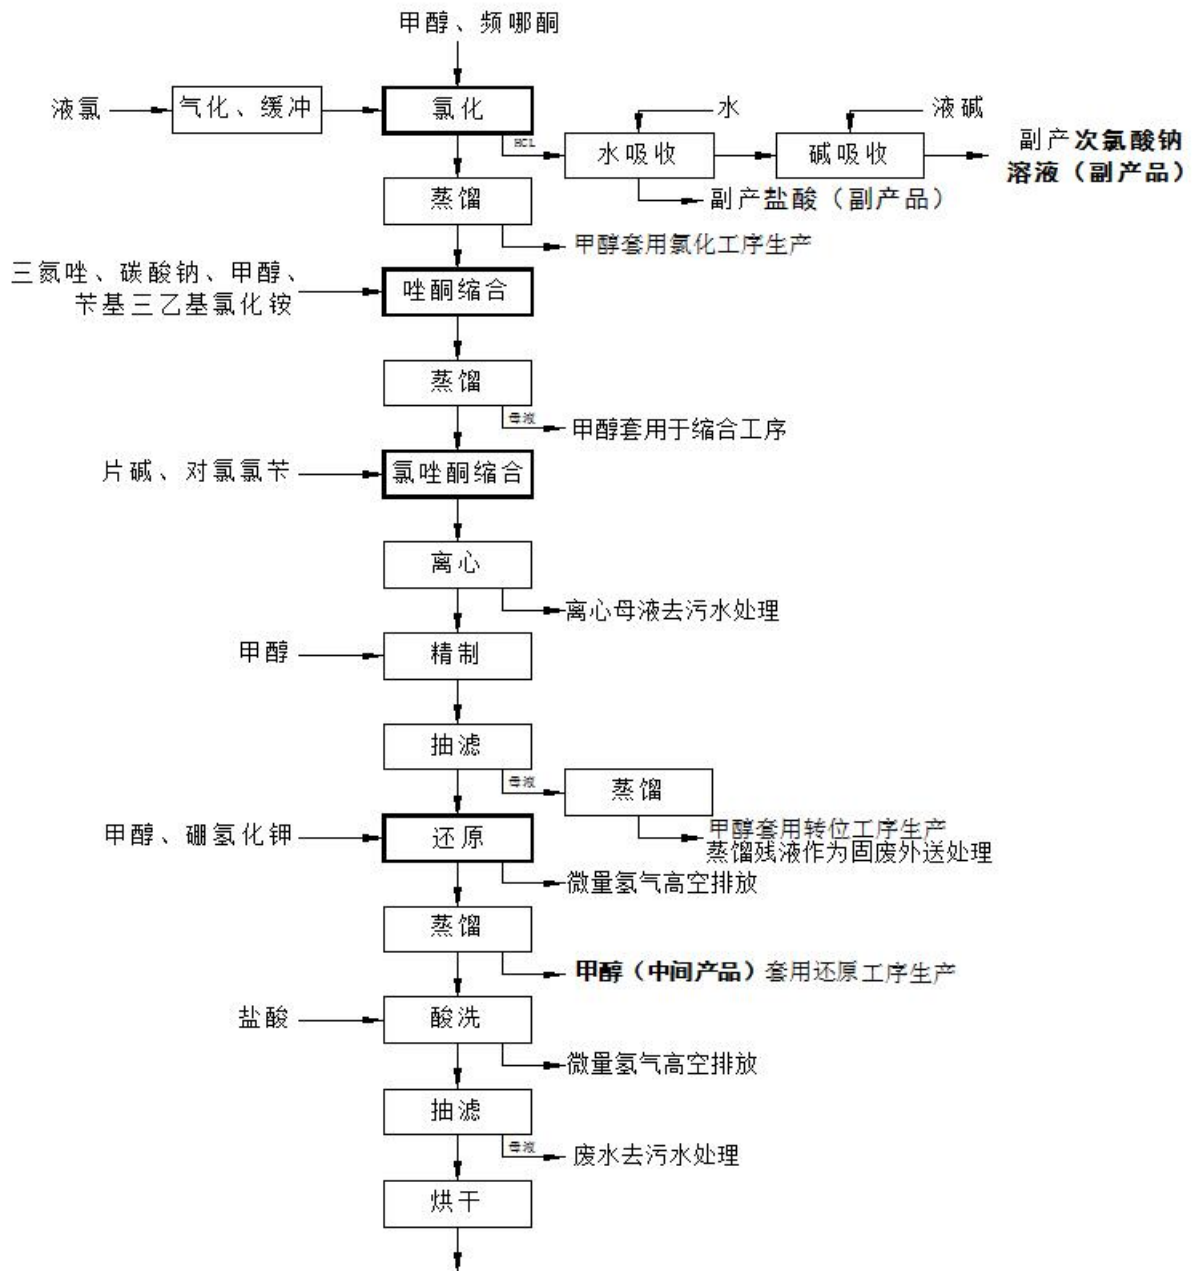 甲醇、频哪酮
液氯
气化、缓冲
氯化
水
液碱
HCL
水吸收
碱吸收
副产次氯酸钠
溶液（副产品）
蒸馏
副产盐酸（副产品）
甲醇套用氯化工序生产
三氮唑、碳酸钠、甲醇、
苄基三乙基氯化铵
唑酮缩合
蒸馏
母液
甲醇套用于缩合工序
片碱、对氯氯苄
氯唑酮缩合
离心
离心母液去污水处理
甲醇
精制
抽滤
母液
蒸馏
甲醇套用转位工序生产
蒸馏残液作为固废外送处理
甲醇、硼氢化钾
还原
微量氢气高空排放
蒸馏
甲醇（中间产品）套用还原工序生产
盐酸
酸洗
微量氢气高空排放
抽滤
母液
废水去污水处理
烘干